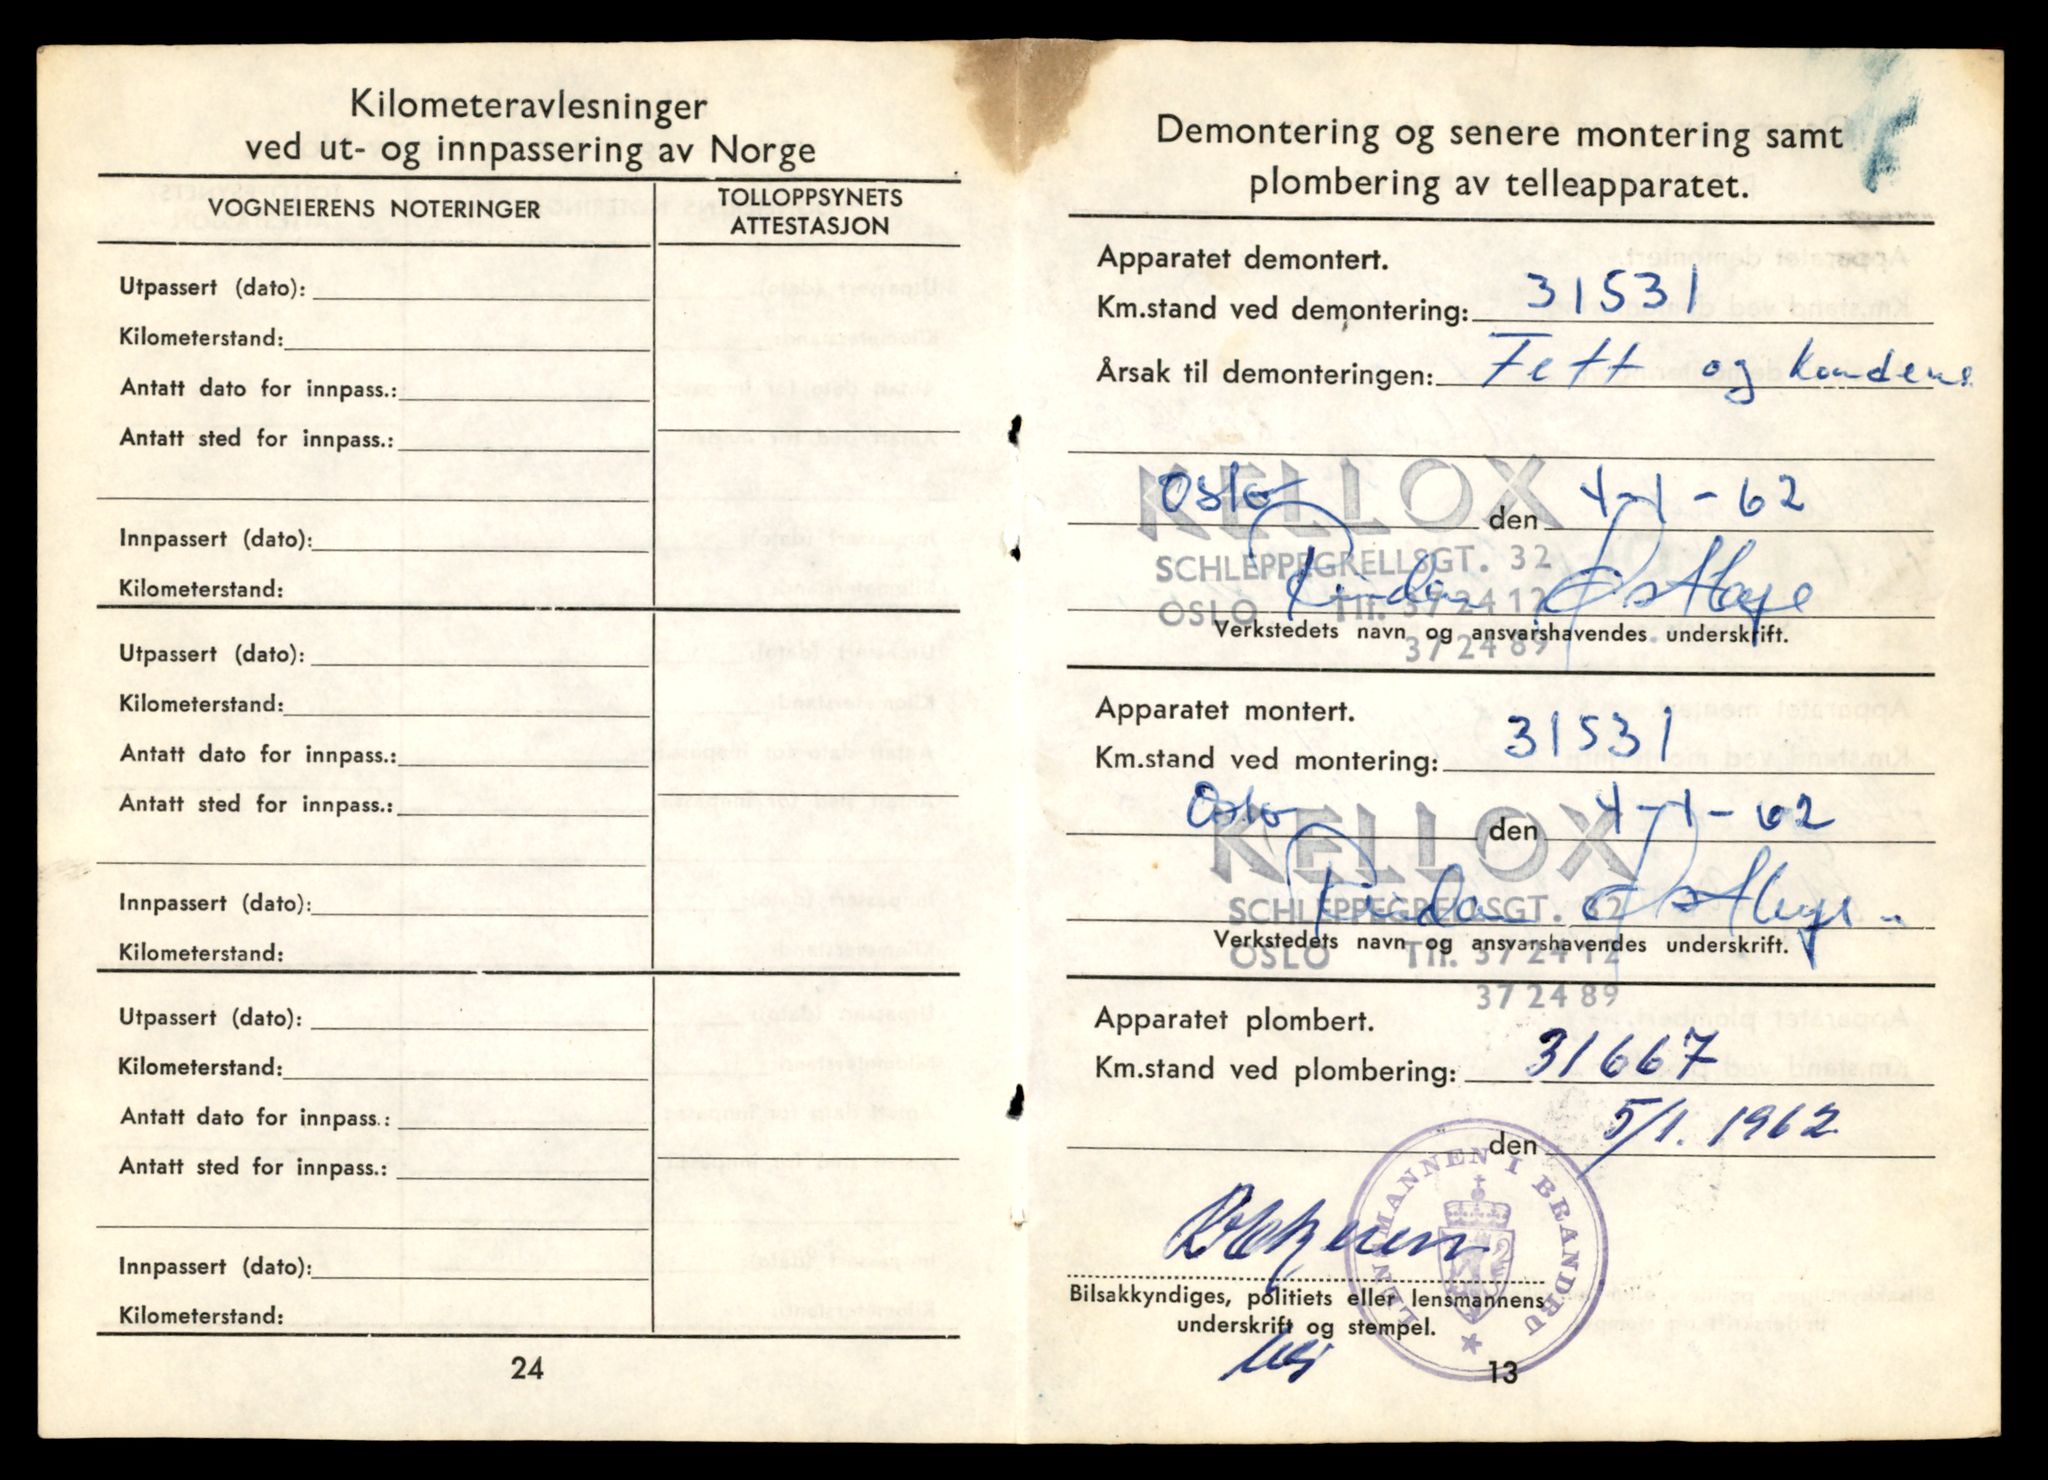 Kilometeravlesninger
ved ut- og innpassering av Norge
VOGNEIERENS NOTERINGER
TOLLOPPSYNETS
ATTESTASJON
Utpassert (dato):
Kilometerstand:
Antatt dato for innpass.:
Antatt sted for innpass.:
Innpassert (dato):
Kilometerstand:
Utpassert (dato):
Kilometerstand:
Antatt dato for innpass.:
Antatt sted for innpass.:
Innpassert (dato):
Kilometerstand:
Utpassert (dato):
Kilometerstand:
Antatt dato for innpass.:
Antatt sted for innpass.:
Innpassert (dato):
Kilometerstand:
24
Demontering og senere montering samt
plombering av telleapparatet.
Apparatet demontert.
Km.stand ved demontering: 31531
Årsak til demonteringen: Fett og kondens
KELLOX
Oslo den 4-1-62
SCHLEPPEGRELLSGT. 32
OSLO Tlf. 37 24 12
Verkstedets navn og ansvarshavendes underskrift.
37 24 89
Apparatet montert.
Km.stand ved montering: 31531
Oslo den 4-1-62
KELLOX
SCHLEPPEGRELLSGT. 32
Verkstedets navn og ansvarshavendes underskrift.
OSLO Tlf. 37 24 12
37 24 89
Apparatet plombert.
Km.stand ved plombering: 31667
den 5/1. 1962
LENSMANNEN I BRANDBU
Bilsakkyndiges, politiets eller lensmannens
underskrift og stempel.
13